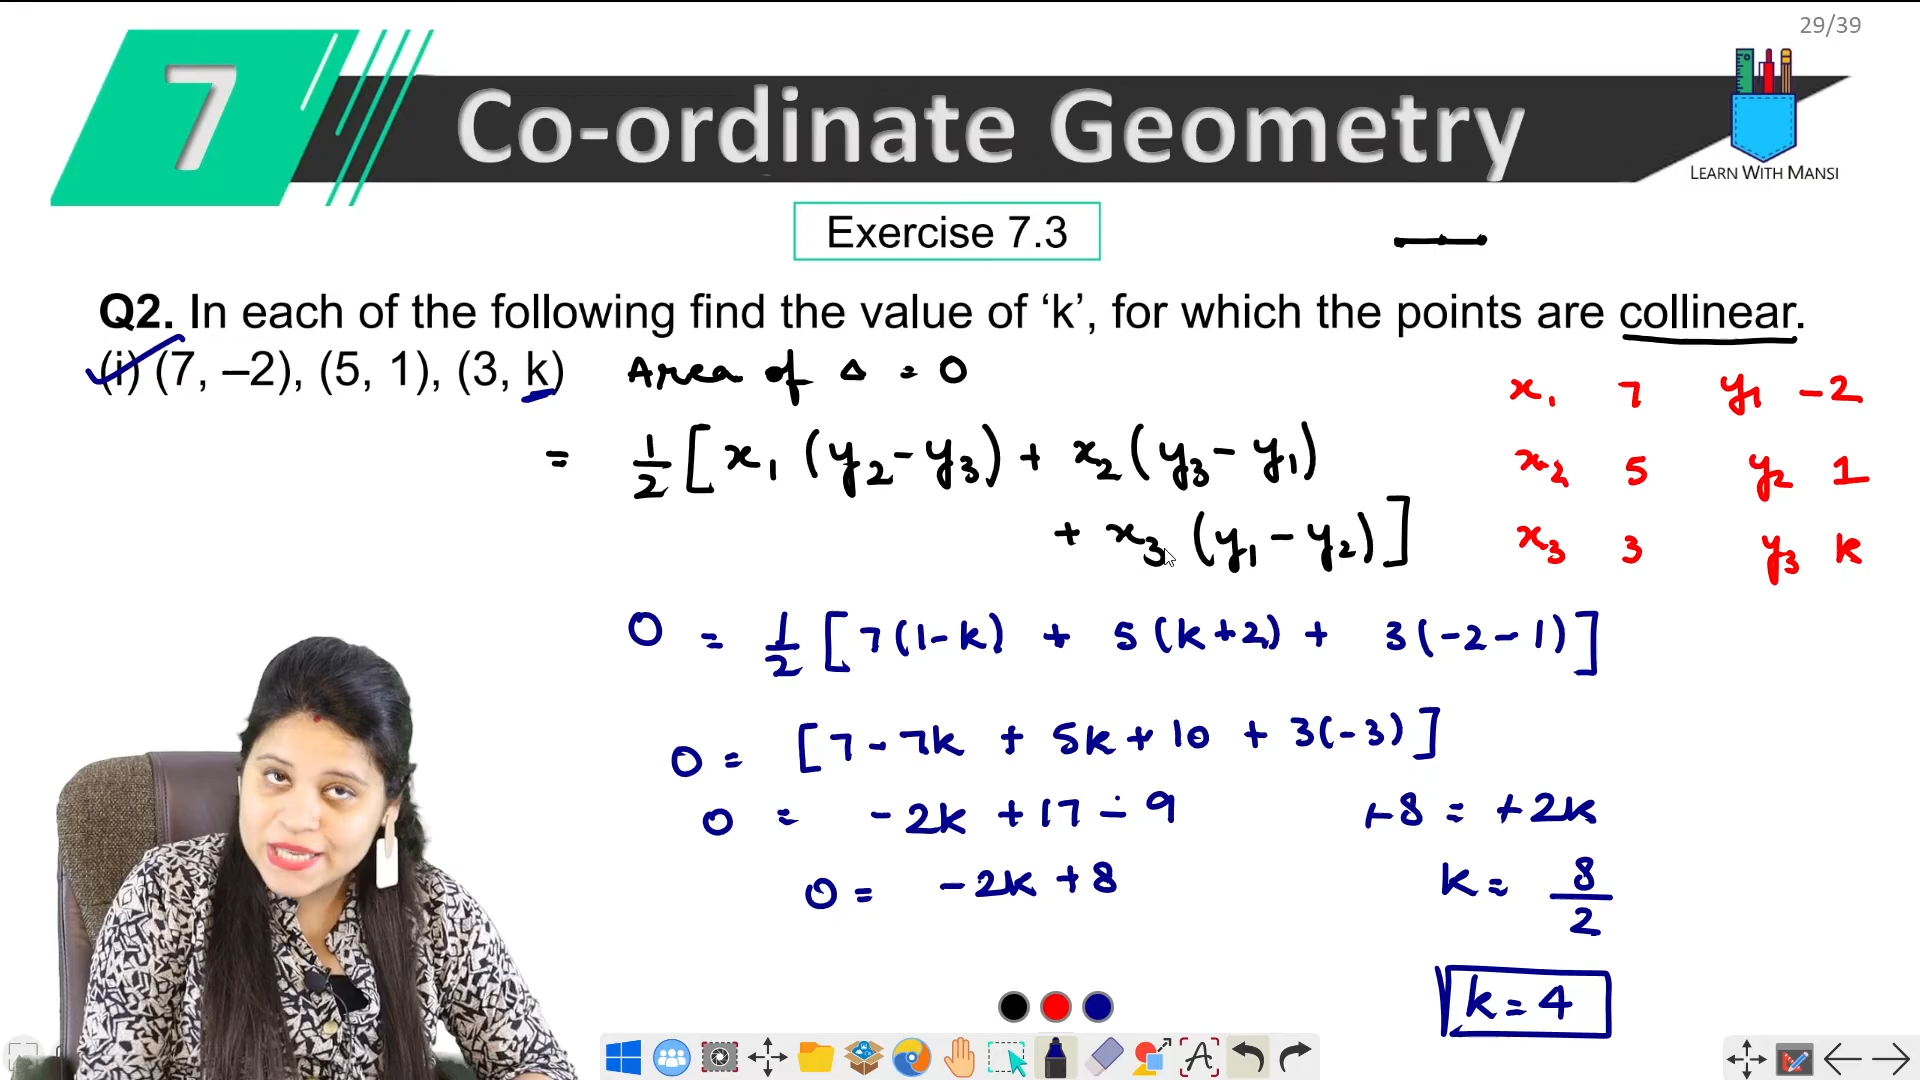 29/39
7
Co-ordinate Geometry
LEARN WITH MANSI
Exercise 7.3
Q2. In each of the following find the value of ‘k’, for which the points are collinear.
(i) (7, –2), (5, 1), (3, k) Area of Δ = 0
x₁ 7 y₁ -2
= 1/2 [x₁ (y₂-y₃) + x₂ (y₃-y₁)
x₂ 5 y₂ 1
+ x₃ (y₁-y₂)]
x₃ 3 y₃ k
0 = 1/2 [7(1-k) + 5(k+2) + 3(-2-1)]
0 = [7-7k + 5k+10 + 3(-3)]
0 = -2k +17 - 9
+8 = +2k
0 = -2k +8
k = 8/2
k = 4